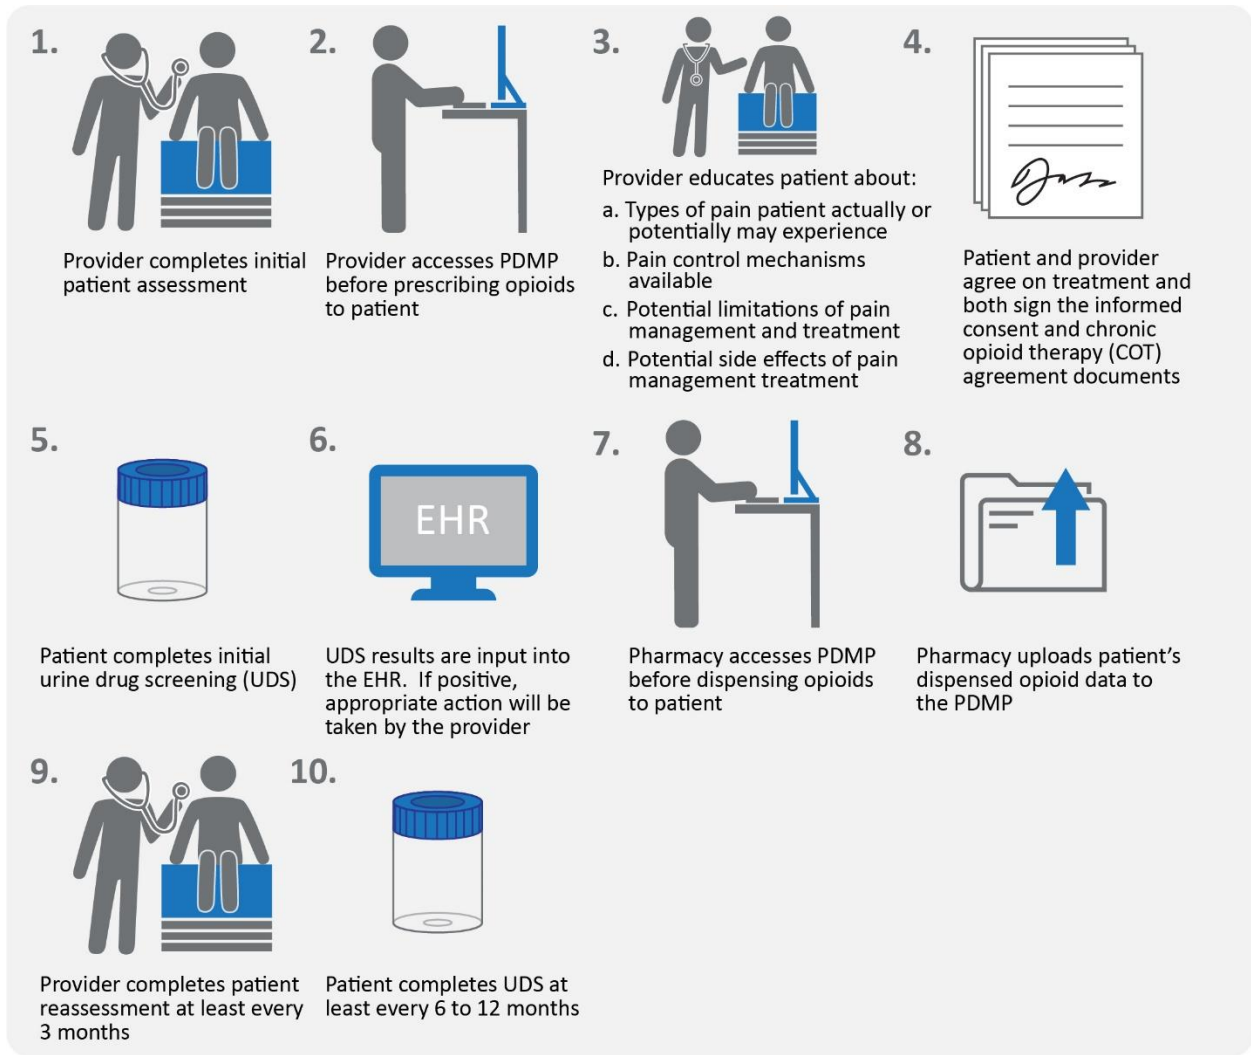 1.
Provider completes initial
patient assessment
2.
Provider accesses PDMP
before prescribing opioids
to patient
3.
Provider educates patient about:
a. Types of pain patient actually or
potentially may experience
b. Pain control mechanisms
available
c. Potential limitations of pain
management and treatment
d. Potential side effects of pain
management treatment
4.
Patient and provider
agree on treatment and
both sign the informed
consent and chronic
opioid therapy (COT)
agreement documents
5.
Patient completes initial
urine drug screening (UDS)
6.
EHR
UDS results are input into
the EHR.  If positive,
appropriate action will be
taken by the provider
7.
Pharmacy accesses PDMP
before dispensing opioids
to patient
8.
Pharmacy uploads patient’s
dispensed opioid data to
the PDMP
9.
Provider completes patient
reassessment at least every
3 months
10.
Patient completes UDS at
least every 6 to 12 months